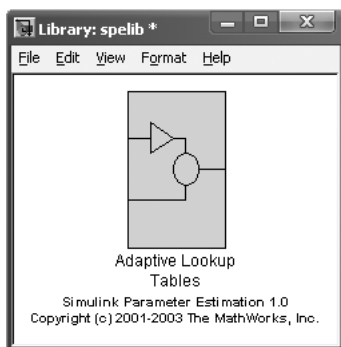 Library: spelib *
File Edit View Format Help
Adaptive Lookup
Tables
Simulink Parameter Estimation 1.0
Copyright (c) 2001-2003 The MathWorks, Inc.